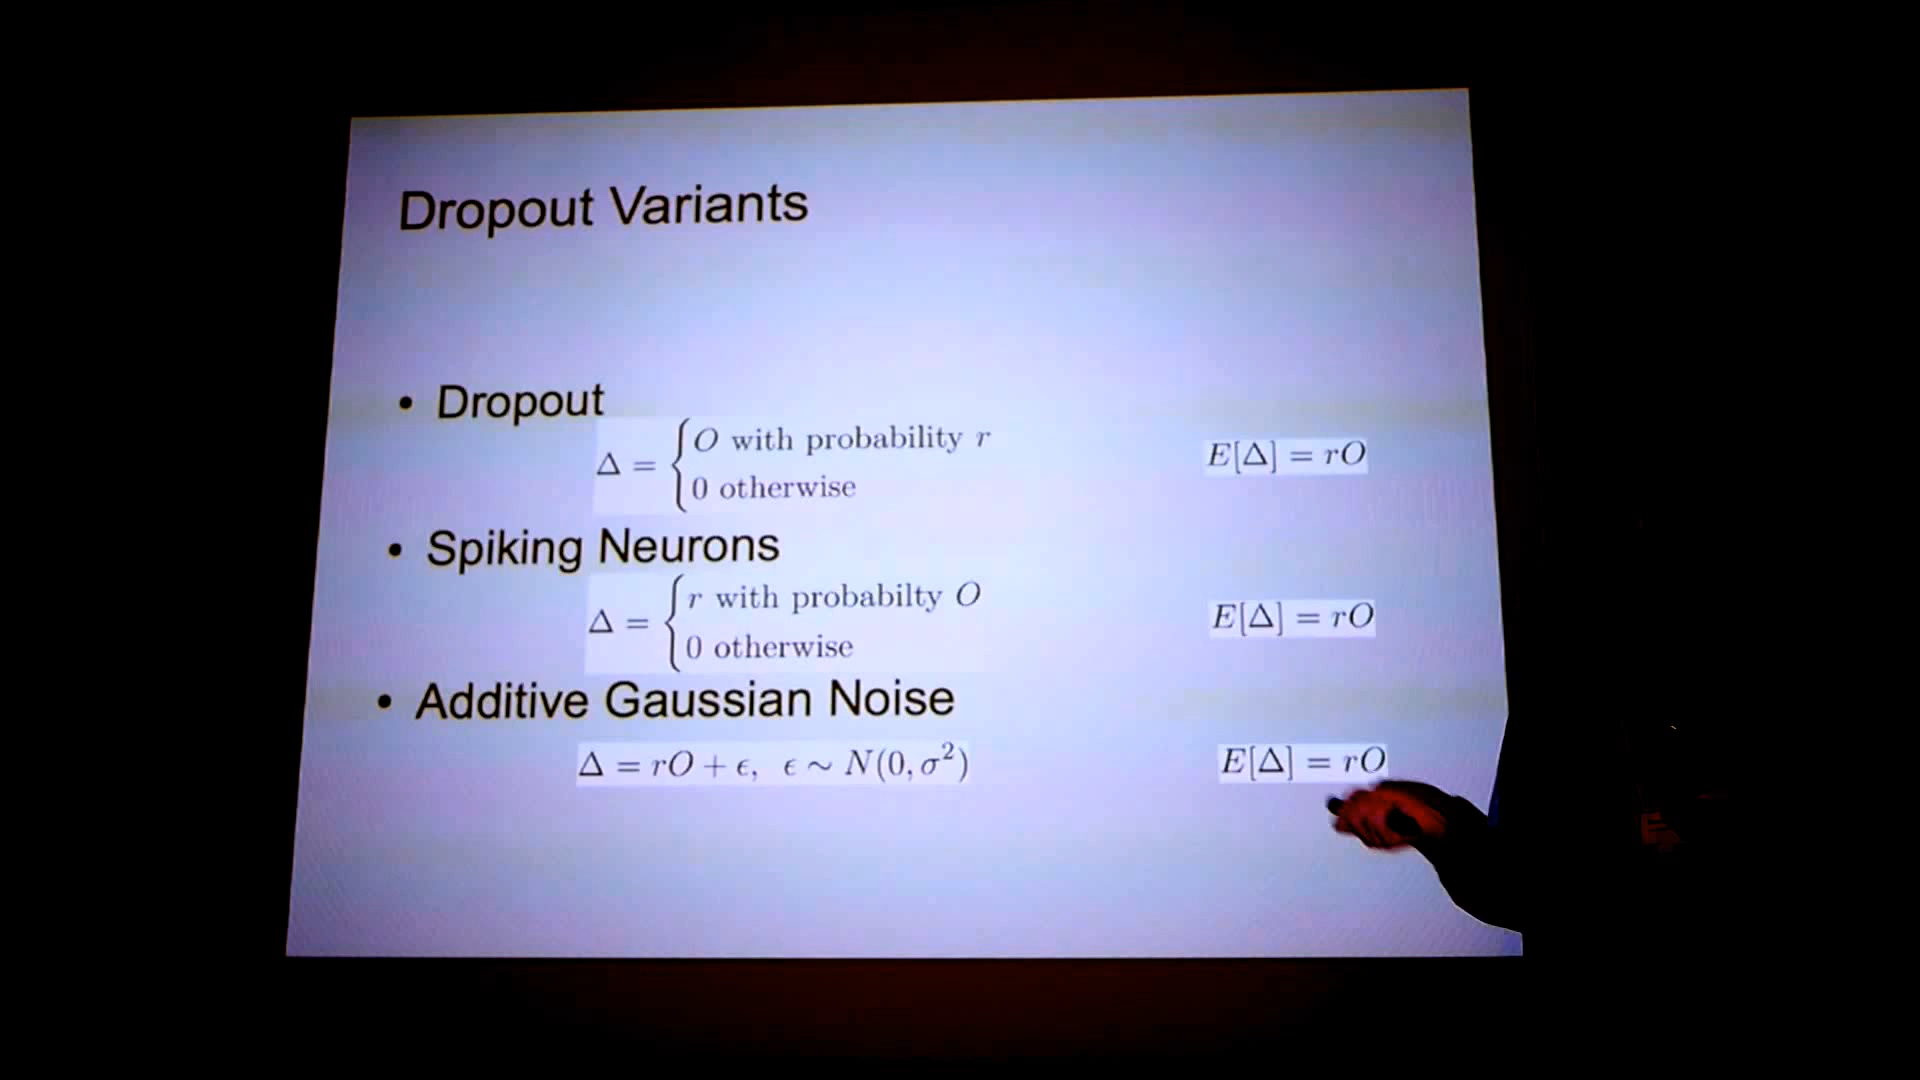 Dropout Variants
• Dropout
Δ = { O with probability r
0 otherwise
E[Δ] = rO
• Spiking Neurons
Δ = { r with probabilty O
0 otherwise
E[Δ] = rO
• Additive Gaussian Noise
Δ = rO + ϵ, ϵ ∼ N(0, σ²)
E[Δ] = rO